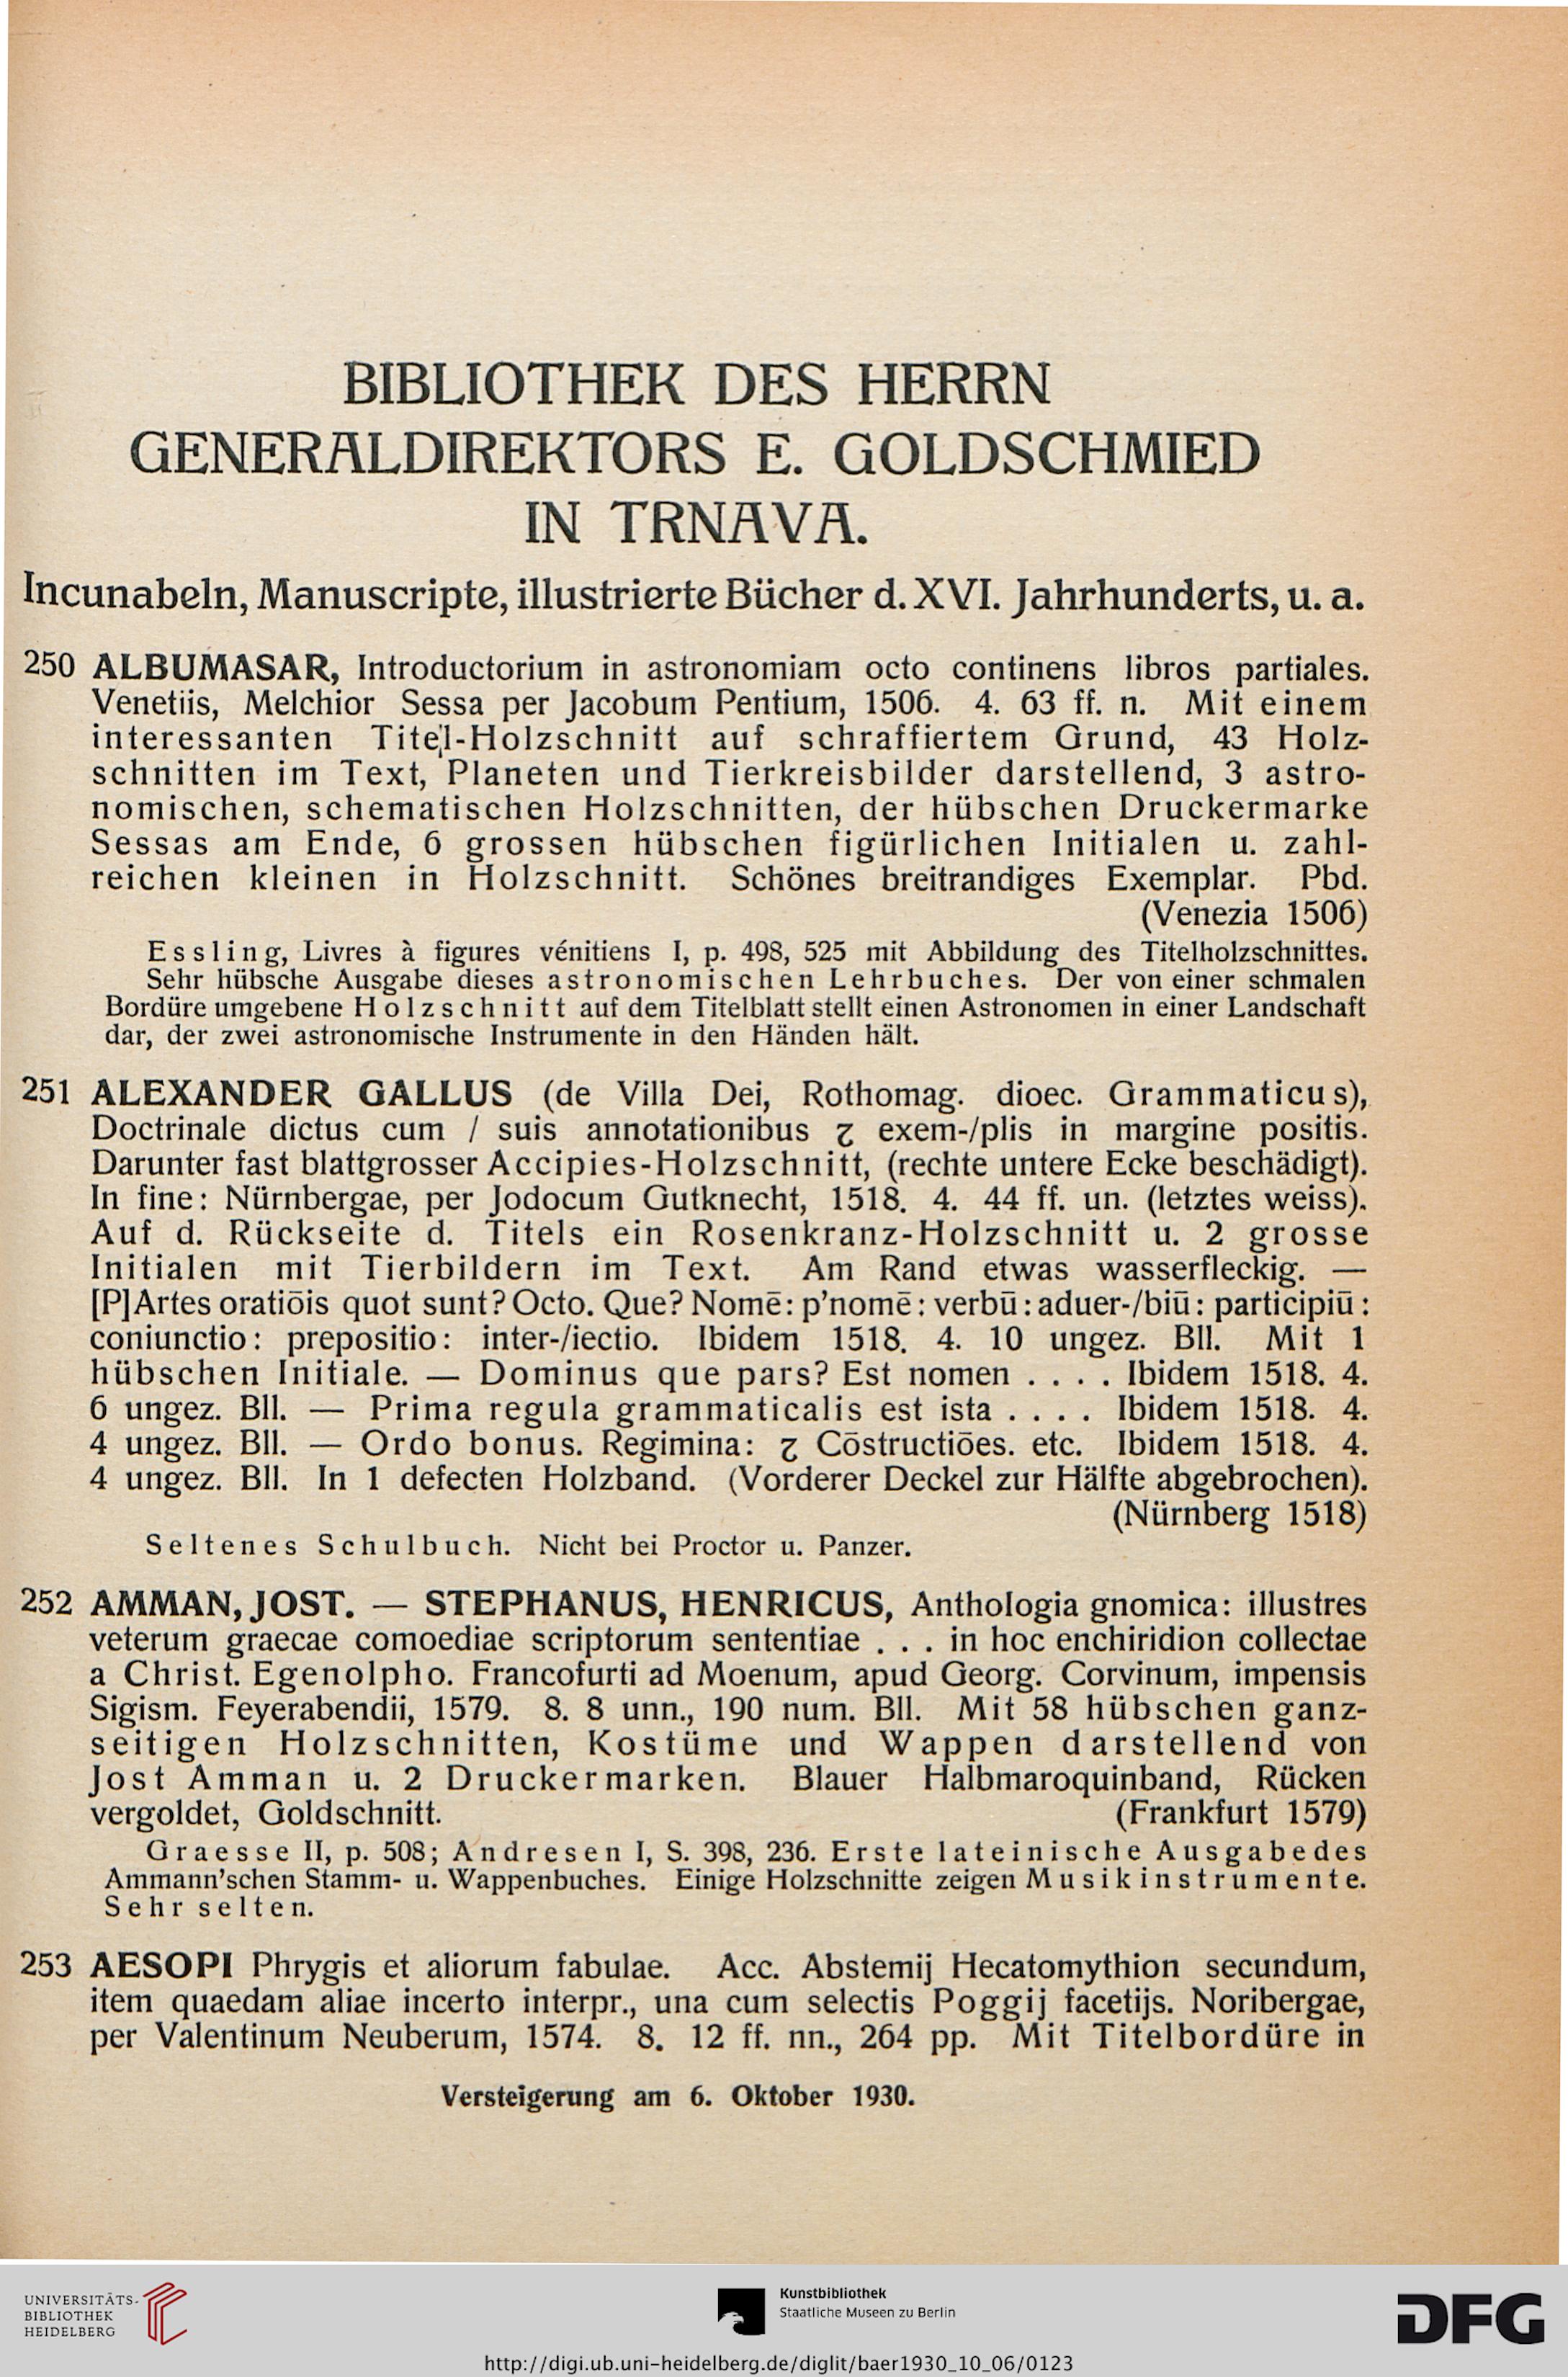 BIBLIOTHEK DES HERRN
GENERALDIREKTORS E. GOLDSCHMIED
IN TRNAVA.
Incunabeln, Manuscripte, illustrierte Bücher d. XVI. Jahrhunderts, u. a.
250 ALBUMASAR, Introductorium in astronomiam octo continens libros partiales.
Venetiis, Melchior Sessa per Jacobum Pentium, 1506. 4. 63 ff. n. Mit einem
interessanten Titel-Holzschnitt auf schraffiertem Grund, 43 Holz-
schnitten im Text, Planeten und Tierkreisbilder darstellend, 3 astro-
nomischen, schematischen Holzschnitten, der hübschen Druckermarke
Sessas am Ende, 6 grossen hübschen figürlichen Initialen u. zahl-
reichen kleinen in Holzschnitt. Schönes breitrandiges Exemplar. Pbd.
(Venezia 1506)
Essling, Livres à figures vénitiens I, p. 498, 525 mit Abbildung des Titelholzschnittes.
Sehr hübsche Ausgabe dieses astronomischen Lehrbuches. Der von einer schmalen
Bordüre umgebene Holzschnitt auf dem Titelblatt stellt einen Astronomen in einer Landschaft
dar, der zwei astronomische Instrumente in den Händen hält.
251 ALEXANDER GALLUS (de Villa Dei, Rothomag. dioec. Grammaticus),
Doctrinale dictus cum / suis annotationibus ⁊ exem-/plis in margine positis.
Darunter fast blattgrosser Accipies-Holzschnitt, (rechte untere Ecke beschädigt).
In fine: Nürnbergae, per Jodocum Gutknecht, 1518. 4. 44 ff. un. (letztes weiss).
Auf d. Rückseite d. Titels ein Rosenkranz-Holzschnitt u. 2 grosse
Initialen mit Tierbildern im Text. Am Rand etwas wasserfleckig. —
[P]Artes oratiōis quot sunt? Octo. Que? Nomē: p'nomē: verbū: aduer-/biū: participiū:
coniunctio: prepositio: inter-/iectio. Ibidem 1518. 4. 10 ungez. Bll. Mit 1
hübschen Initiale. — Dominus que pars? Est nomen .... Ibidem 1518. 4.
6 ungez. Bll. — Prima regula grammaticalis est ista .... Ibidem 1518. 4.
4 ungez. Bll. — Ordo bonus. Regimina: ⁊ Cōstructiōes. etc. Ibidem 1518. 4.
4 ungez. Bll. In 1 defecten Holzband. (Vorderer Deckel zur Hälfte abgebrochen).
(Nürnberg 1518)
Seltenes Schulbuch. Nicht bei Proctor u. Panzer.
252 AMMAN, JOST. — STEPHANUS, HENRICUS, Anthologia gnomica: illustres
veterum graecae comoediae scriptorum sententiae . . . in hoc enchiridion collectae
a Christ. Egenolpho. Francofurti ad Moenum, apud Georg. Corvinum, impensis
Sigism. Feyerabendii, 1579. 8. 8 unn., 190 num. Bll. Mit 58 hübschen ganz-
seitigen Holzschnitten, Kostüme und Wappen darstellend von
Jost Amman u. 2 Druckermarken. Blauer Halbmaroquinband, Rücken
vergoldet, Goldschnitt. (Frankfurt 1579)
Graesse II, p. 508; Andresen I, S. 398, 236. Erste lateinische Ausgabe des
Ammann'schen Stamm- u. Wappenbuches. Einige Holzschnitte zeigen Musikinstrumente.
Sehr selten.
253 AESOPI Phrygis et aliorum fabulae. Acc. Abstemij Hecatomythion secundum,
item quaedam aliae incerto interpr., una cum selectis Poggij facetijs. Noribergae,
per Valentinum Neuberum, 1574. 8. 12 ff. nn., 264 pp. Mit Titelbordüre in
Versteigerung am 6. Oktober 1930.
UNIVERSITÄTS-
BIBLIOTHEK
HEIDELBERG
Kunstbibliothek
Staatliche Museen zu Berlin
DFG
http://digi.ub.uni-heidelberg.de/diglit/baer1930_10_06/0123